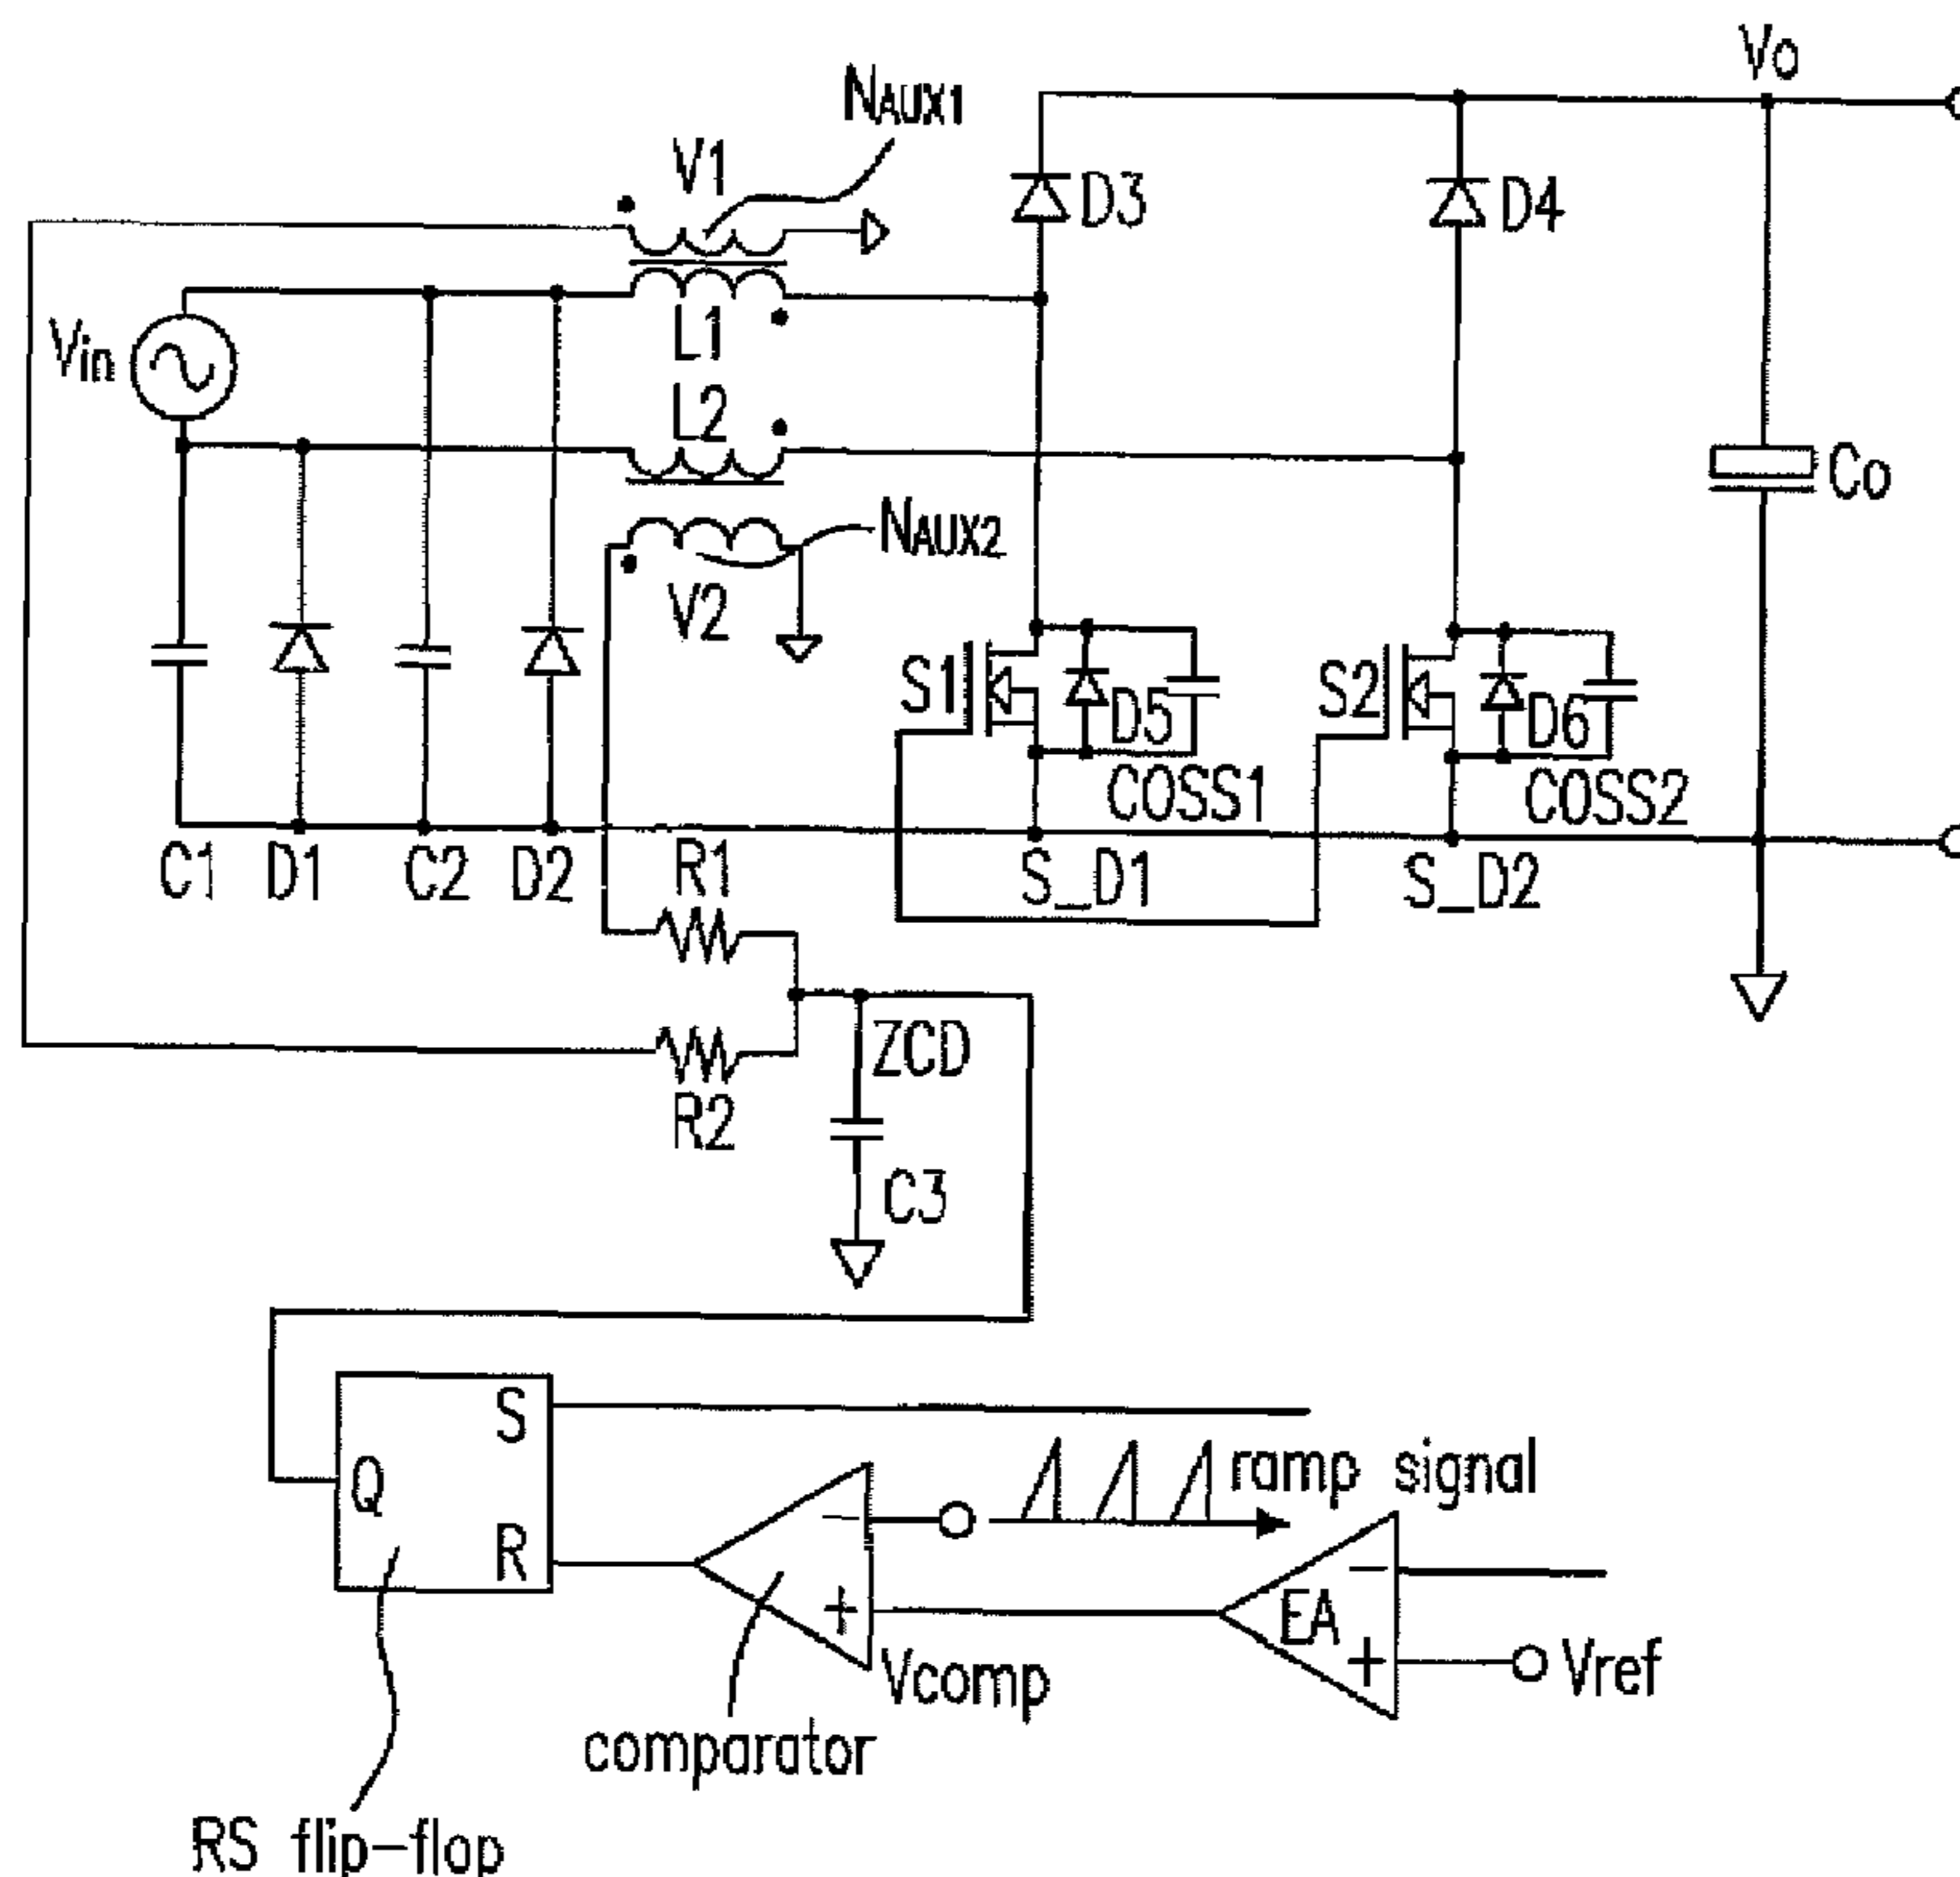 Vo
NAUX1
V1
D3
D4
Vin
L1
L2
Co
NAUX2
V2
S1
D5
S2
D6
COSS1
COSS2
C1
D1
C2
D2
R1
S_D1
S_D2
ZCD
R2
C3
S
Q
R
ramp signal
−
+
EA
−
+
Vref
Vcomp
comparator
RS flip-flop